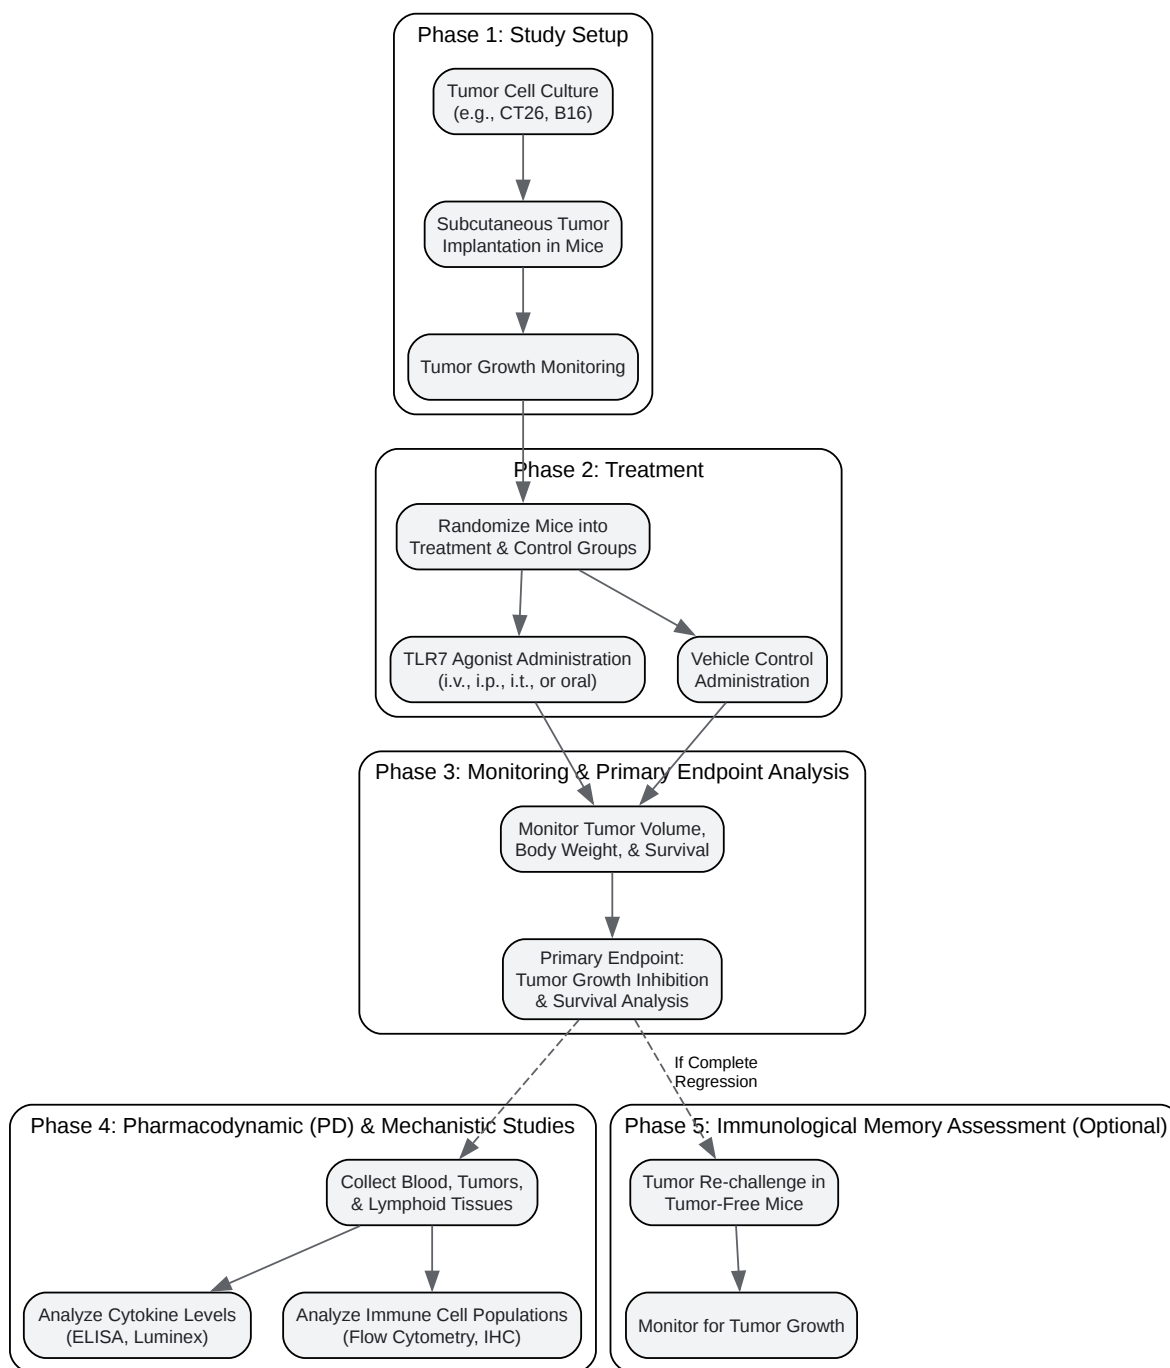 Phase 1: Study Setup
Tumor Cell Culture
(e.g., CT26, B16)
Subcutaneous Tumor
Implantation in Mice
Tumor Growth Monitoring
Phase 2: Treatment
Randomize Mice into
Treatment & Control Groups
TLR7 Agonist Administration
(i.v., i.p., i.t., or oral)
Vehicle Control
Administration
Phase 3: Monitoring & Primary Endpoint Analysis
Monitor Tumor Volume,
Body Weight, & Survival
Primary Endpoint:
Tumor Growth Inhibition
& Survival Analysis
If Complete
Regression
Phase 4: Pharmacodynamic (PD) & Mechanistic Studies
Collect Blood, Tumors,
& Lymphoid Tissues
Analyze Cytokine Levels
(ELISA, Luminex)
Analyze Immune Cell Populations
(Flow Cytometry, IHC)
Phase 5: Immunological Memory Assessment (Optional)
Tumor Re-challenge in
Tumor-Free Mice
Monitor for Tumor Growth